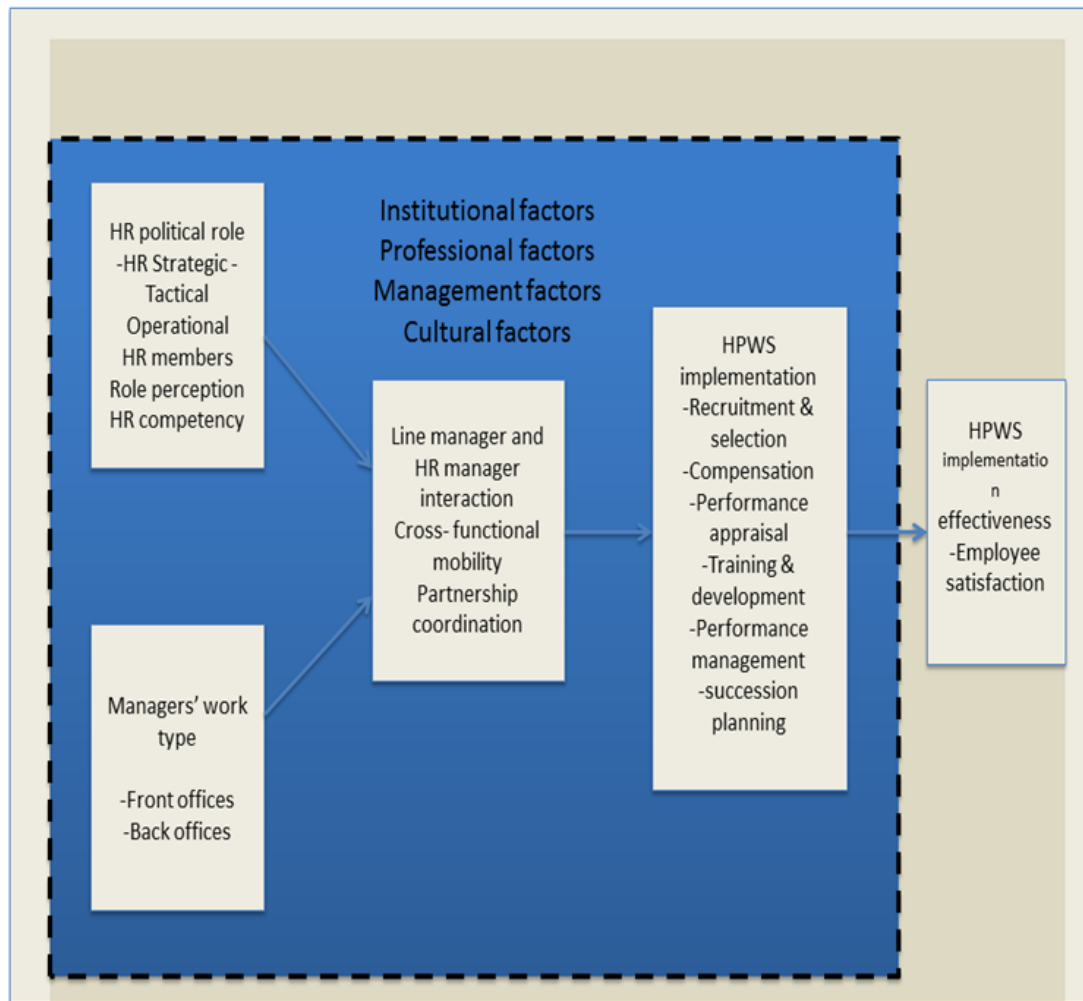 HR political role
-HR Strategic -
Tactical
Operational
HR members
Role perception
HR competency
Managers' work
type
-Front offices
-Back offices
Institutional factors
Professional factors
Management factors
Cultural factors
Line manager and
HR manager
interaction
Cross- functional
mobility
Partnership
coordination
HPWS
implementation
-Recruitment &
selection
-Compensation
-Performance
appraisal
-Training &
development
-Performance
management
-succession
planning
HPWS
implementatio
n
effectiveness
-Employee
satisfaction